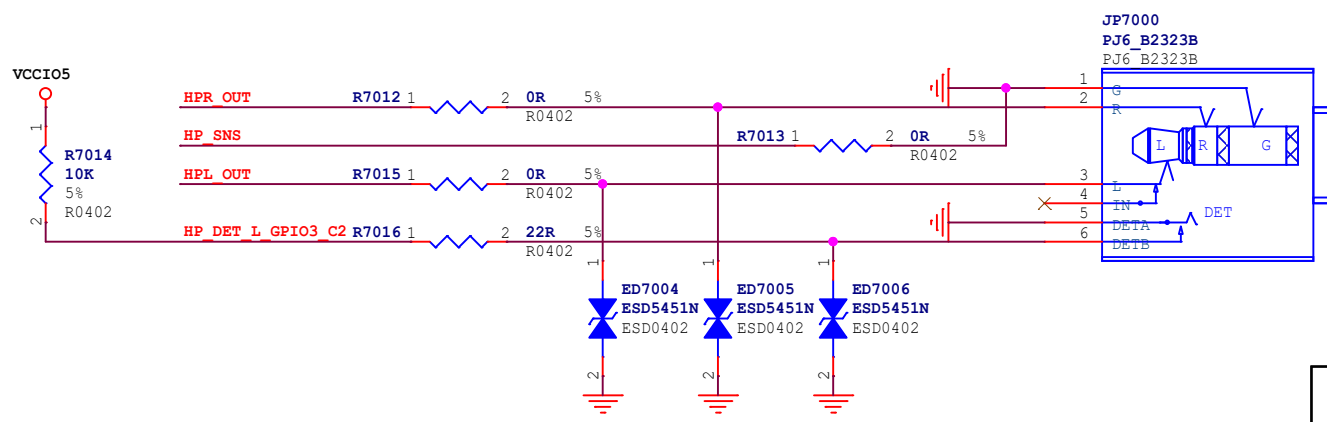 JP7000
PJ6_B2323B
PJ6_B2323B
VCCIO5
1
R7014
10K
5%
R0402
2
HPR_OUT R7012 1 2 0R 5%
R0402
HP_SNS R7013 1 2 0R 5%
R0402
HPL_OUT R7015 1 2 0R 5%
R0402
HP_DET_L_GPIO3_C2 R7016 1 2 22R 5%
R0402
1 G
2 R
3 L
4 IN
5 DETA
6 DETB
L R G
DET
1 ED7004
ESD5451N
ESD0402
2
1 ED7005
ESD5451N
ESD0402
2
1 ED7006
ESD5451N
ESD0402
2